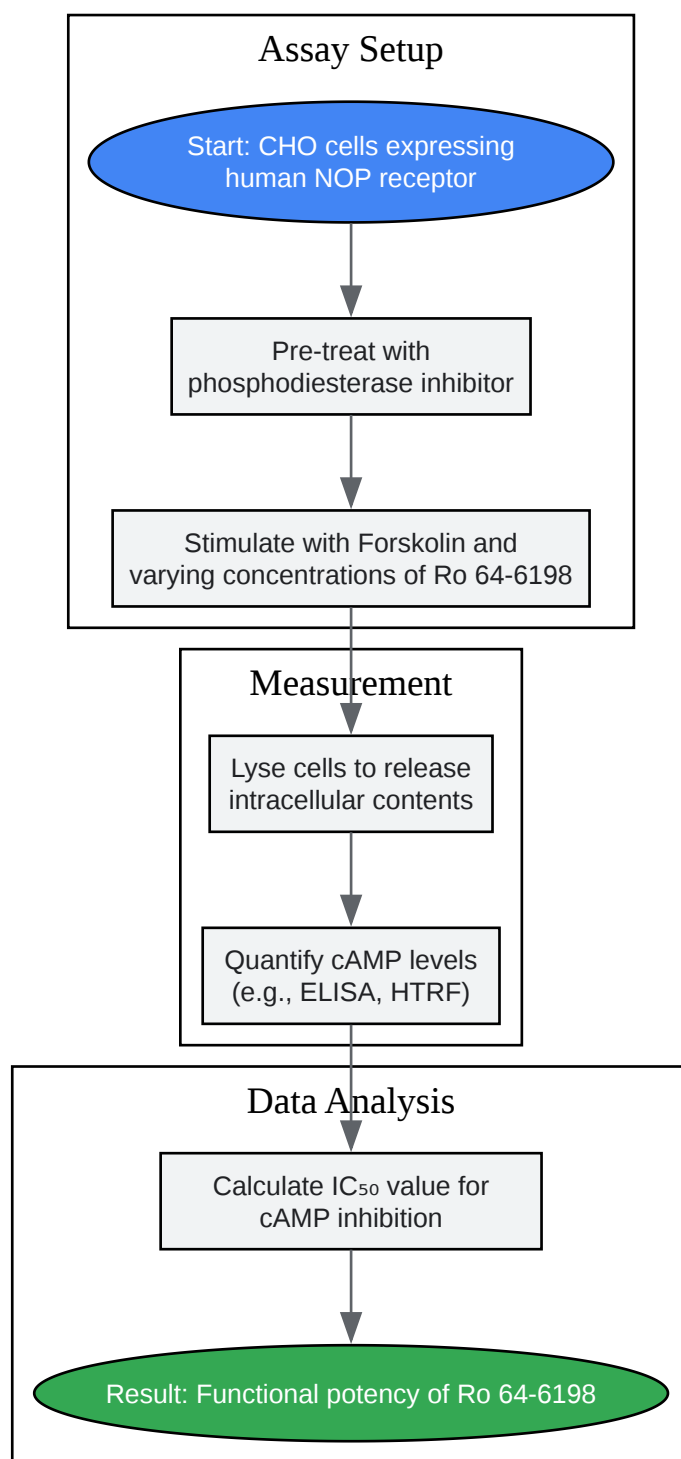 Assay Setup
Start: CHO cells expressing
human NOP receptor
Pre-treat with
phosphodiesterase inhibitor
Stimulate with Forskolin and
varying concentrations of Ro 64-6198
Measurement
Lyse cells to release
intracellular contents
Quantify cAMP levels
(e.g., ELISA, HTRF)
Data Analysis
Calculate IC₅₀ value for
cAMP inhibition
Result: Functional potency of Ro 64-6198